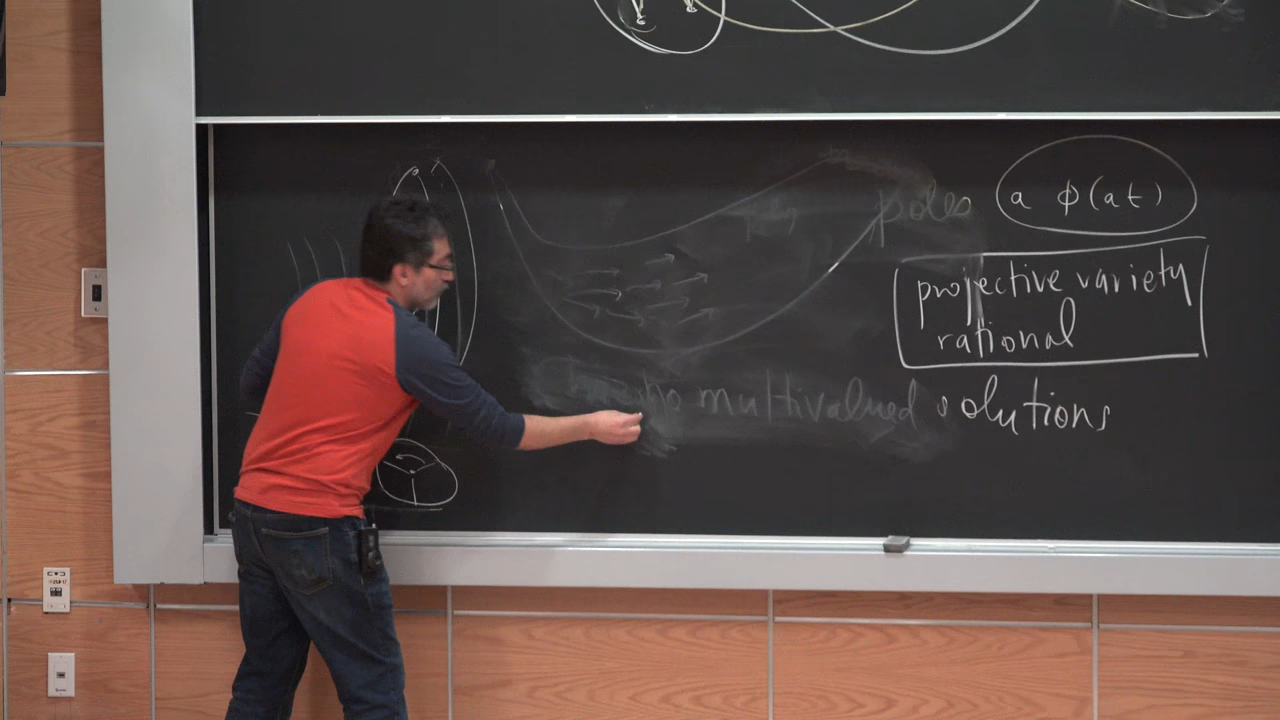 poles
a ϕ(at)
projective variety
rational
no multivalued solutions